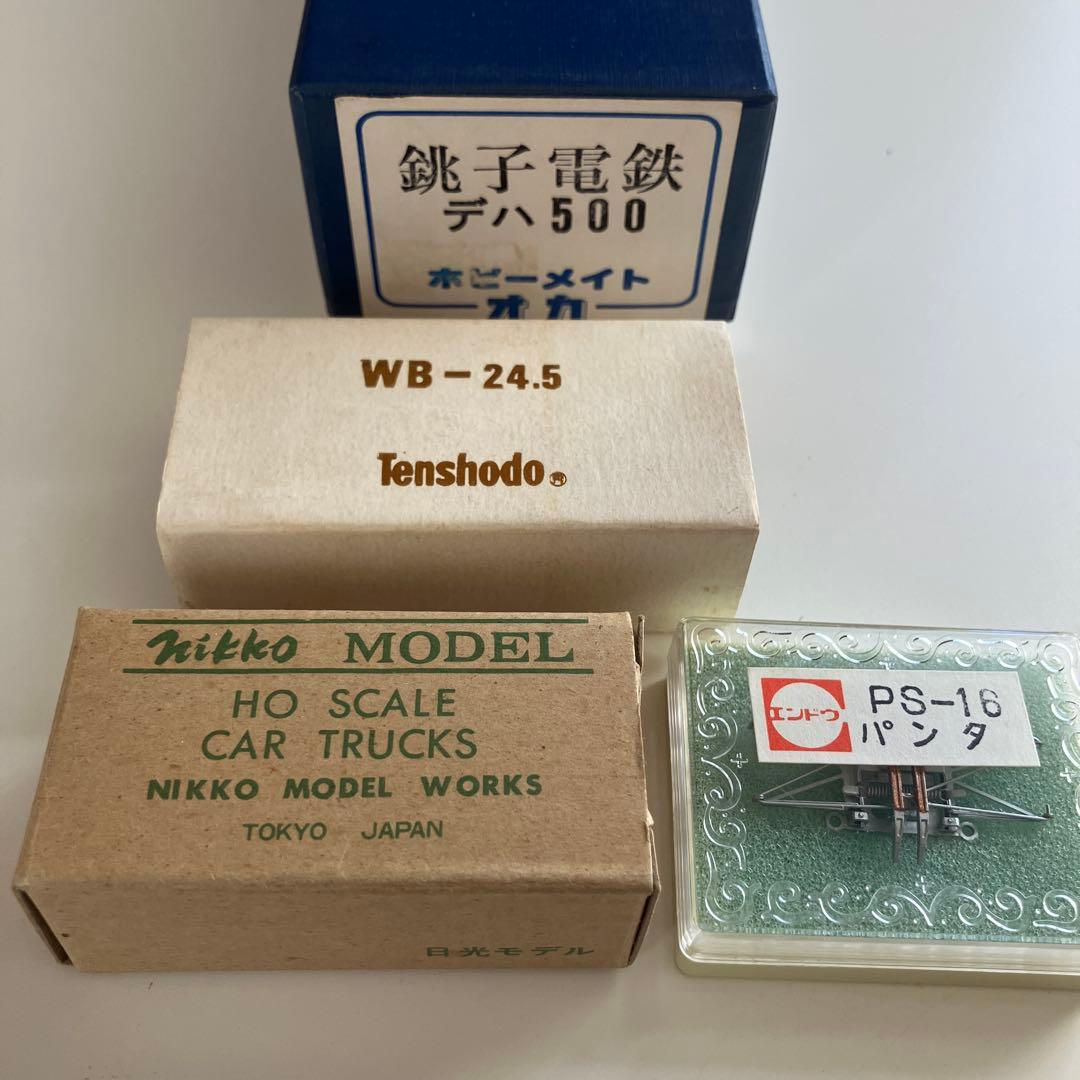 銚子電鉄
デハ500
ホビーメイト
オカ
WB-24.5
Tenshodo®
Nikko MODEL
HO SCALE
CAR TRUCKS
NIKKO MODEL WORKS
TOKYO JAPAN
日光モデル
エンドウ
PS-16
パンタ